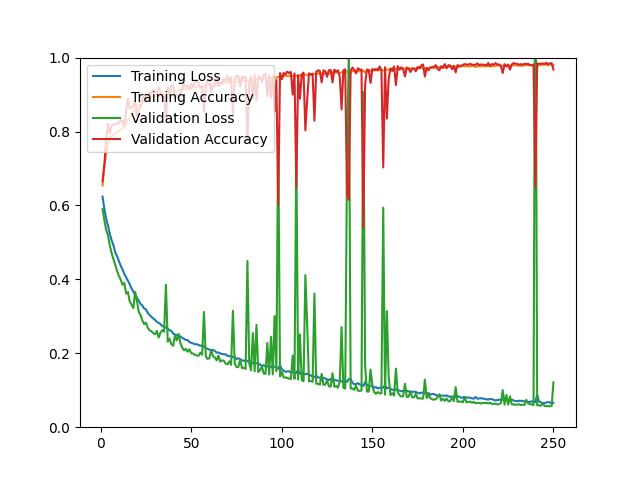 1.0
0.8
0.6
0.4
0.2
0.0
Training Loss
Training Accuracy
Validation Loss
Validation Accuracy
0 50 100 150 200 250